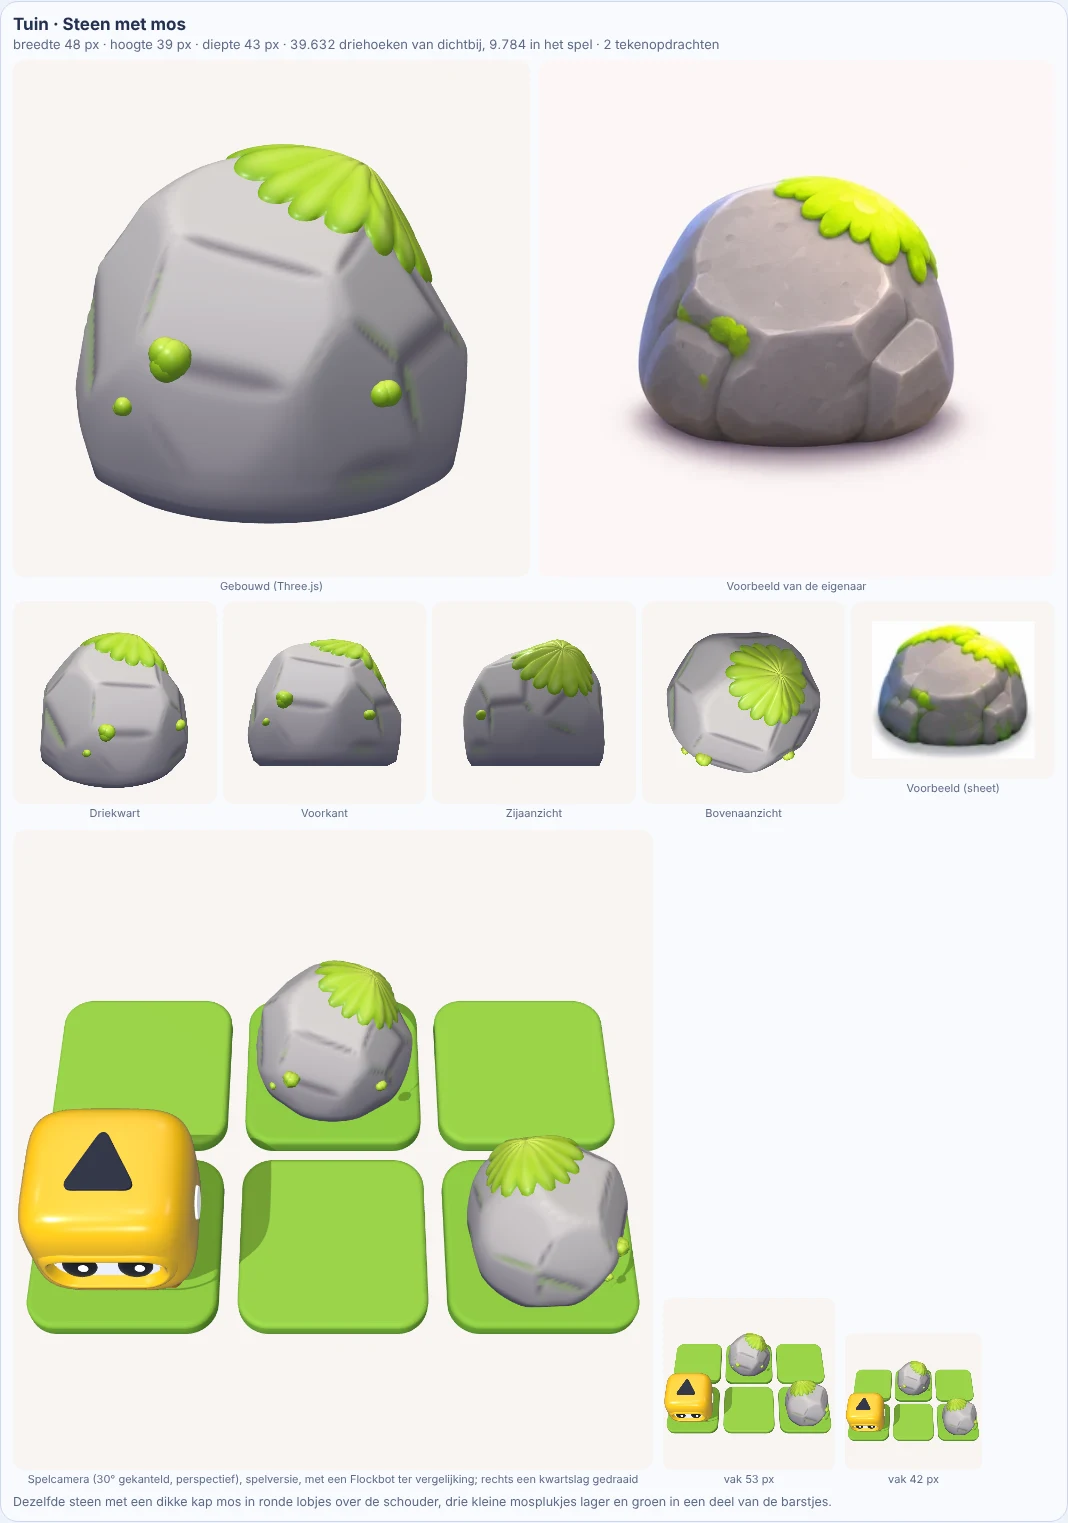 Tuin · Steen met mos
breedte 48 px · hoogte 39 px · diepte 43 px · 39.632 driehoeken van dichtbij, 9.784 in het spel · 2 tekenopdrachten
Gebouwd (Three.js)
Voorbeeld van de eigenaar
Driekwart
Voorkant
Zijaanzicht
Bovenaanzicht
Voorbeeld (sheet)
Spelcamera (30° gekanteld, perspectief), spelversie, met een Flockbot ter vergelijking; rechts een kwartslag gedraaid
vak 53 px
vak 42 px
Dezelfde steen met een dikke kap mos in ronde lobjes over de schouder, drie kleine mosplukjes lager en groen in een deel van de barstjes.